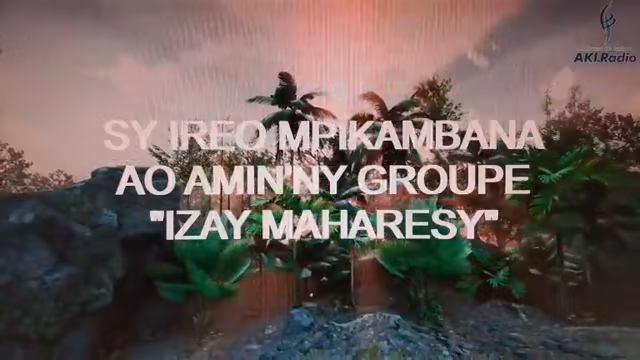 AKI.Radio
SY IREO MPIKAMBANA
AO AMIN'NY GROUPE
"IZAY MAHARESY"